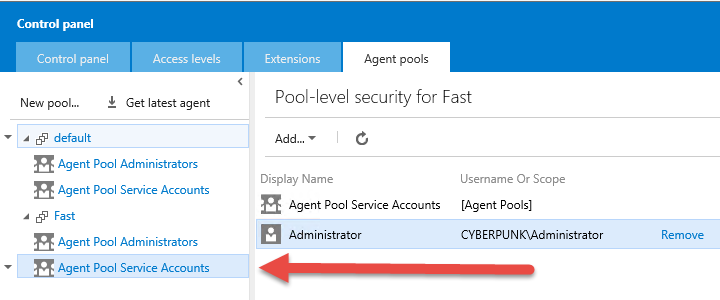 Control panel
Control panel
Access levels
Extensions
Agent pools
New pool...
Get latest agent
default
Agent Pool Administrators
Agent Pool Service Accounts
Fast
Agent Pool Administrators
Agent Pool Service Accounts
Pool-level security for Fast
Add...
Display Name Username Or Scope
Agent Pool Service Accounts [Agent Pools]
Administrator CYBERPUNK\Administrator Remove